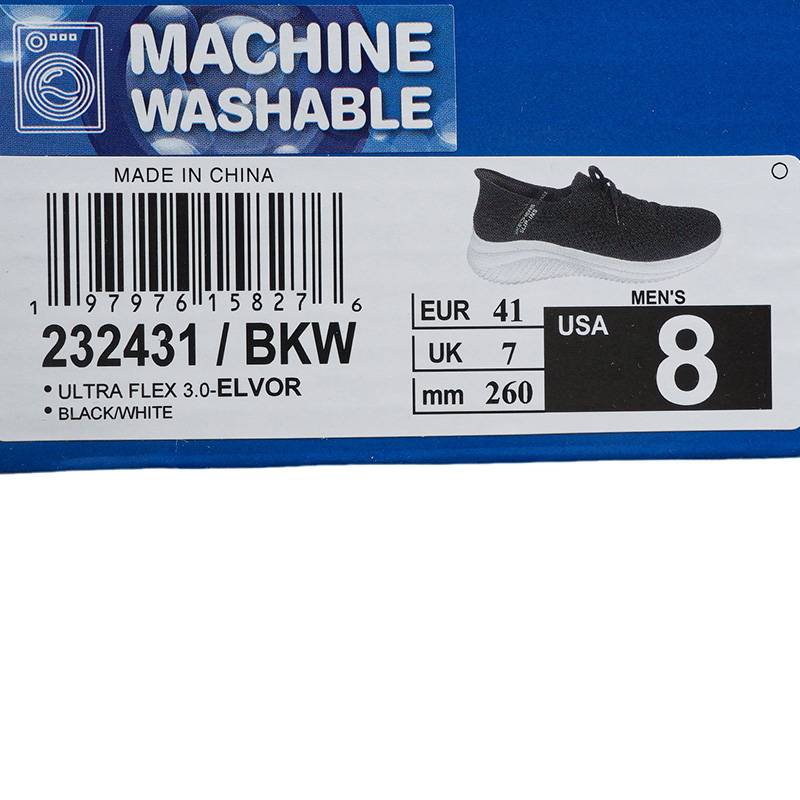 MACHINE
WASHABLE
MADE IN CHINA
1 97976 15827 6
232431 / BKW
• ULTRA FLEX 3.0-ELVOR
• BLACK/WHITE
EUR 41
UK 7
mm 260
MEN'S
USA 8